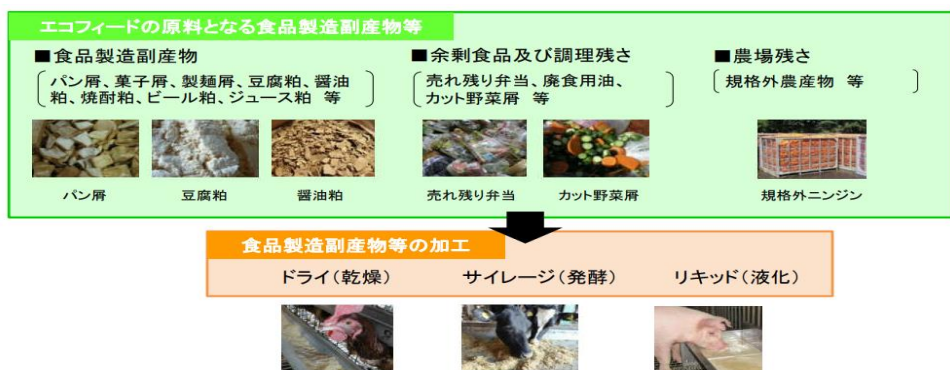 エコフィードの原料となる食品製造副産物等
■食品製造副産物
パン屑、菓子屑、製麺屑、豆腐粕、醤油
粕、焼酎粕、ビール粕、ジュース粕 等
パン屑
豆腐粕
醤油粕
■余剰食品及び調理残さ
売れ残り弁当、廃食用油、
カット野菜屑 等
売れ残り弁当
カット野菜屑
■農場残さ
規格外農産物 等
規格外ニンジン
食品製造副産物等の加工
ドライ(乾燥)
サイレージ(発酵)
リキッド(液化)